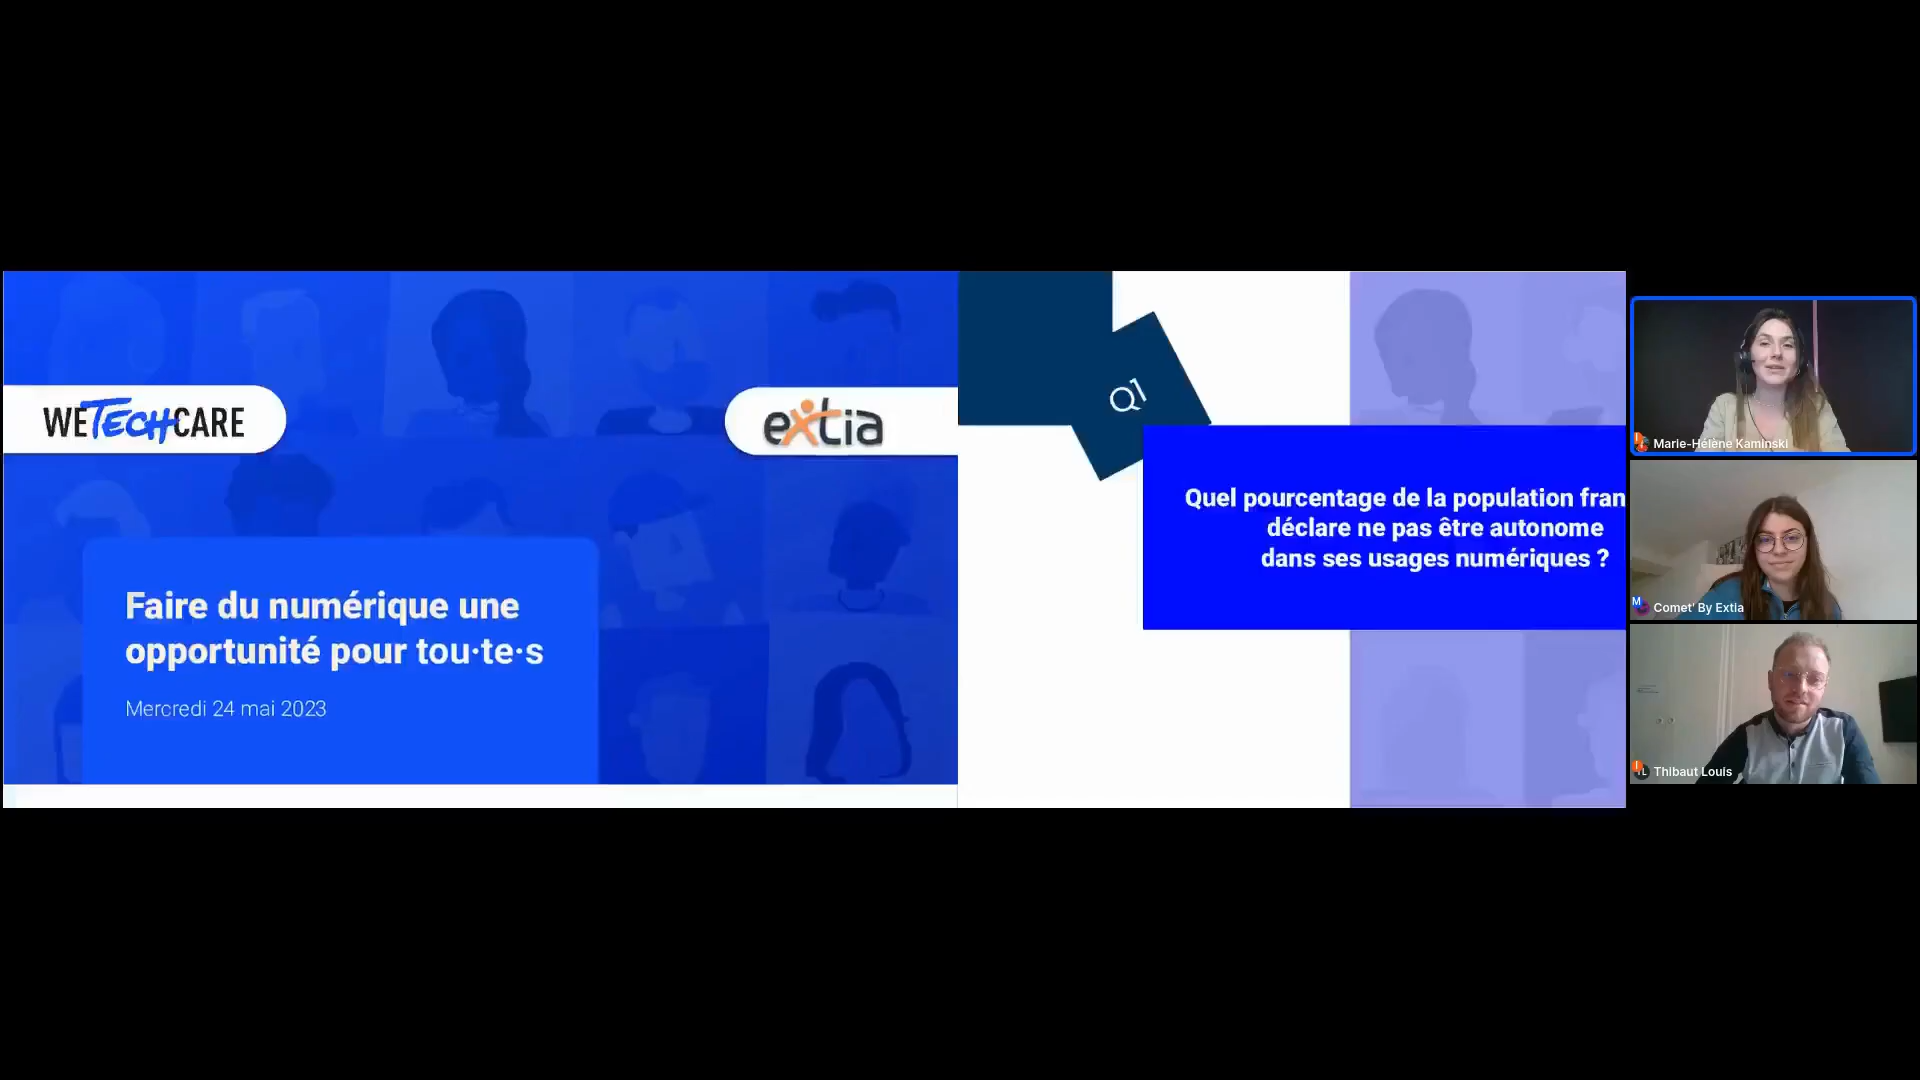 WETECHCARE
extia
Faire du numérique une
opportunité pour tou·te·s
Mercredi 24 mai 2023
Q1
Quel pourcentage de la population fran
déclare ne pas être autonome
dans ses usages numériques ?
Marie-Hélène Kaminski
M
Comet' By Extia
TL
Thibaut Louis